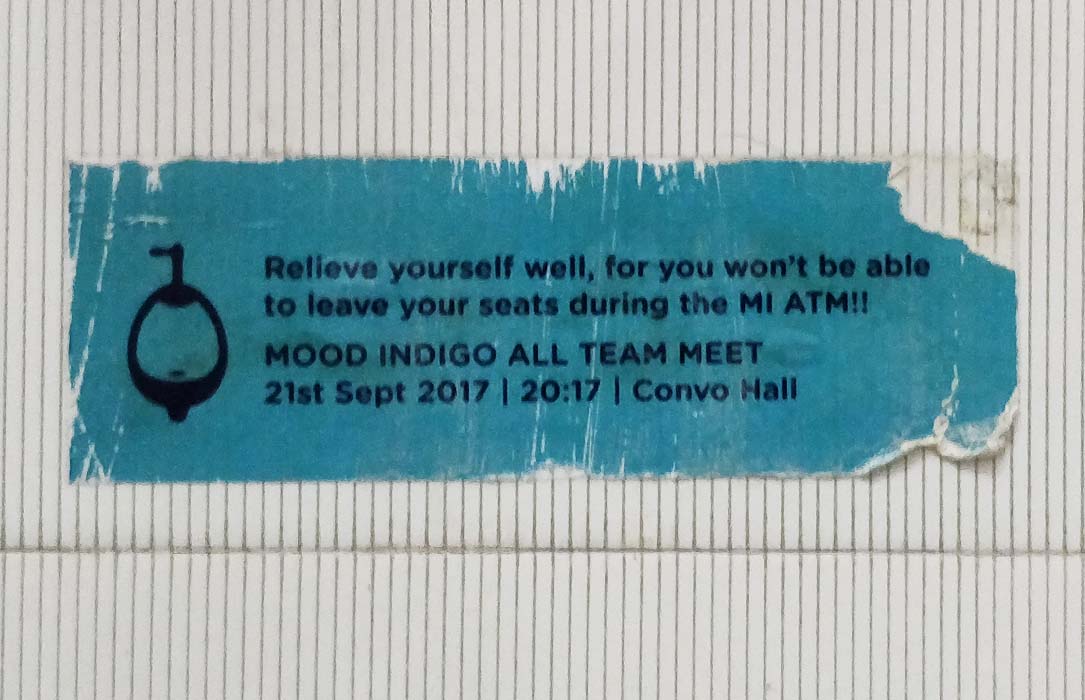 Relieve yourself well, for you won't be able
to leave your seats during the MI ATM!!
MOOD INDIGO ALL TEAM MEET
21st Sept 2017 | 20:17 | Convo Hall